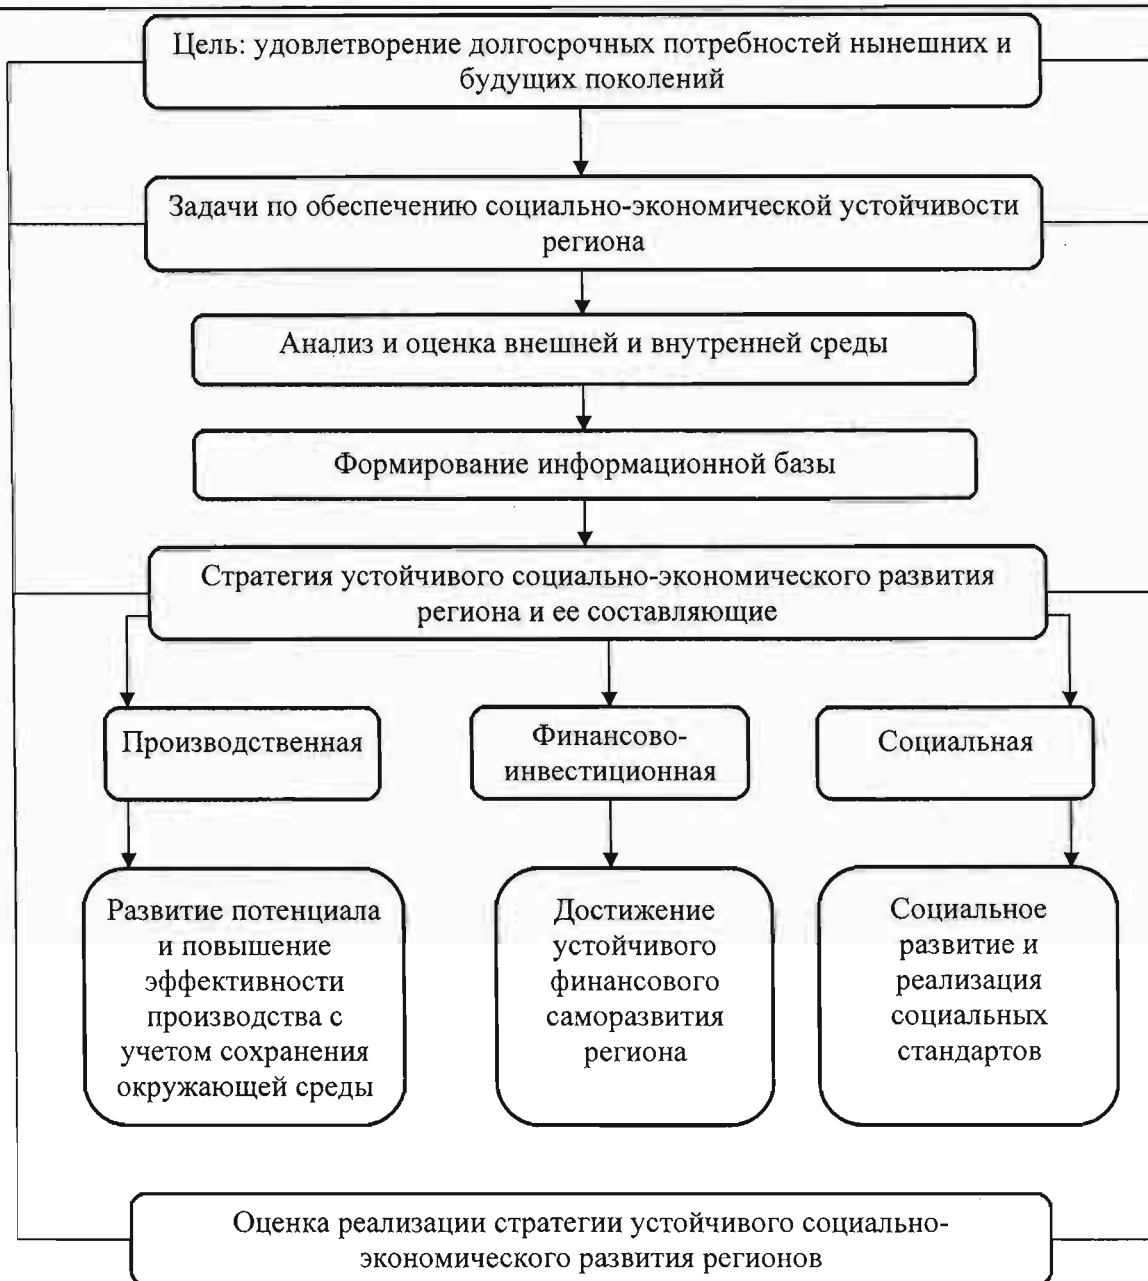 Цель: удовлетворение долгосрочных потребностей нынешних и
будущих поколений
Задачи по обеспечению социально-экономической устойчивости
региона
Анализ и оценка внешней и внутренней среды
Формирование информационной базы
Стратегия устойчивого социально-экономического развития
региона и ее составляющие
Производственная
Финансово-
инвестиционная
Социальная
Развитие потенциала
и повышение
эффективности
производства с
учетом сохранения
окружающей среды
Достижение
устойчивого
финансового
саморазвития
региона
Социальное
развитие и
реализация
социальных
стандартов
Оценка реализации стратегии устойчивого социально-
экономического развития регионов